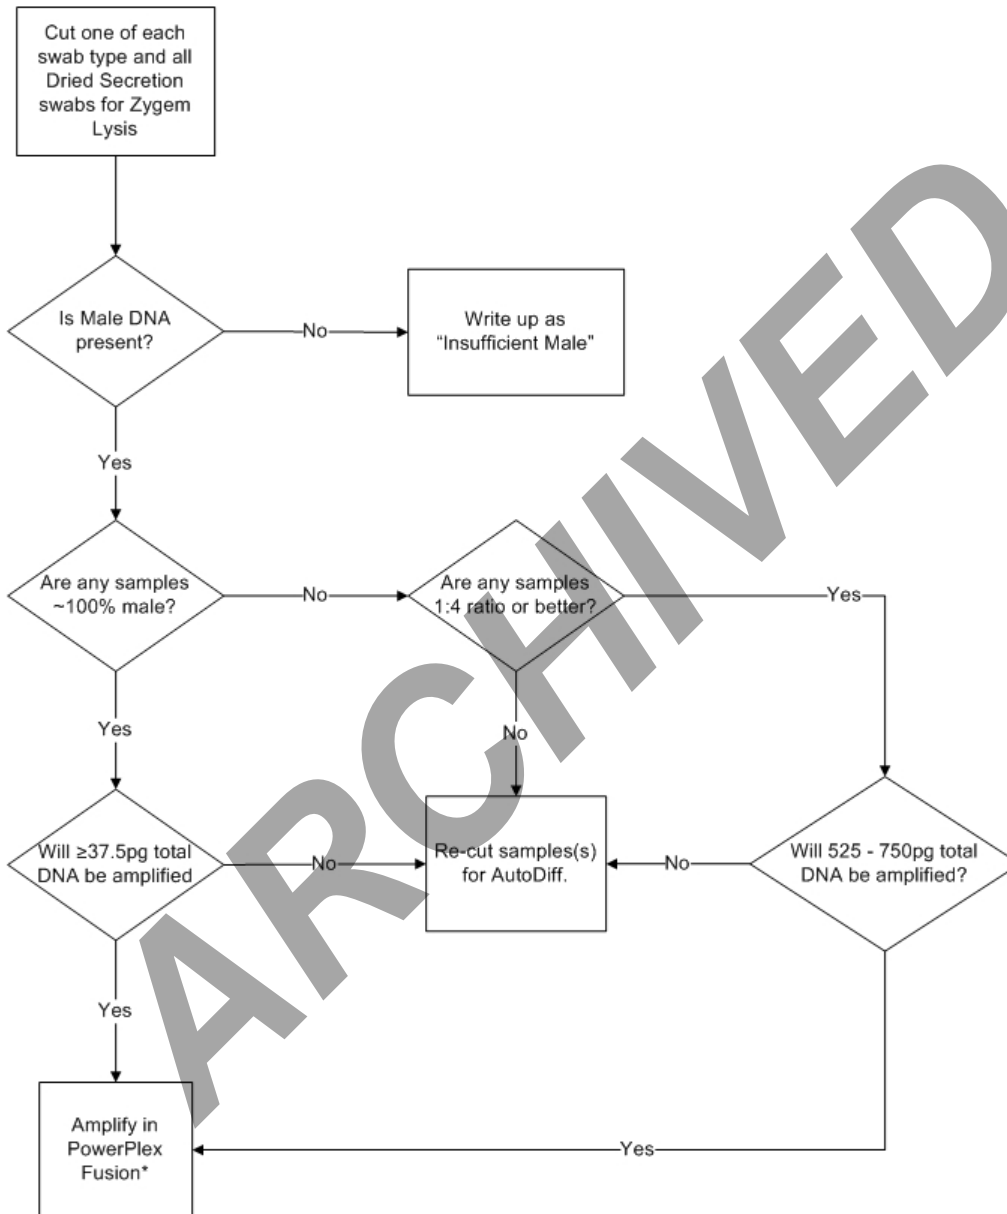 Cut one of each
swab type and all
Dried Secretion
swabs for Zygem
Lysis
Is Male DNA
present?
No
Write up as
“Insufficient Male"
Yes
Are any samples
~100% male?
No
Are any samples
1:4 ratio or better?
Yes
Yes
No
Will ≥37.5pg total
DNA be amplified
No
Re-cut samples(s)
for AutoDiff.
No
Will 525 - 750pg total
DNA be amplified?
Yes
Amplify in
PowerPlex
Fusion*
Yes
ARCHIVED